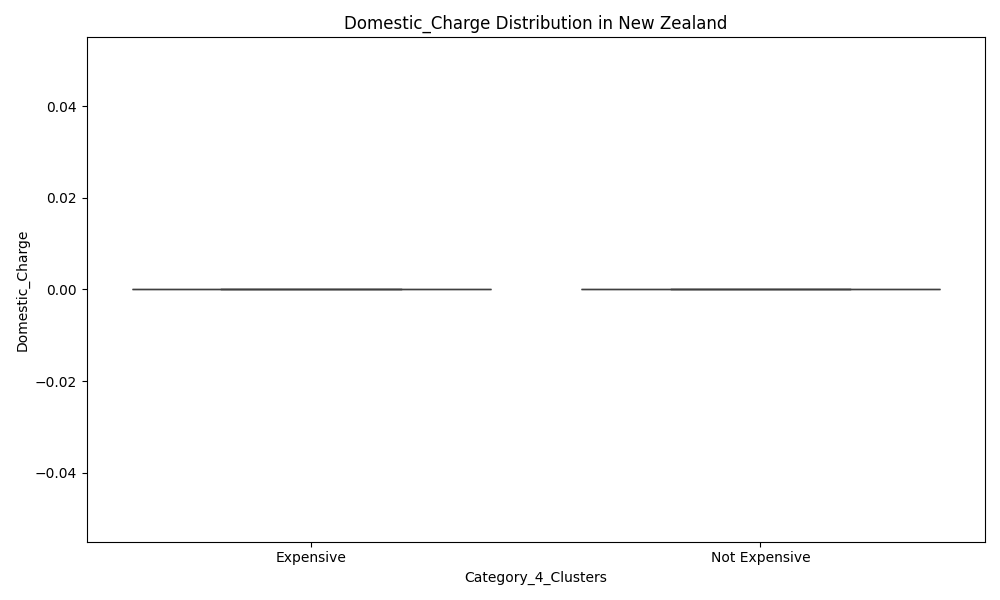 Domestic_Charge Distribution in New Zealand
0.04
0.02
0.00
−0.02
−0.04
Domestic_Charge
Expensive
Not Expensive
Category_4_Clusters